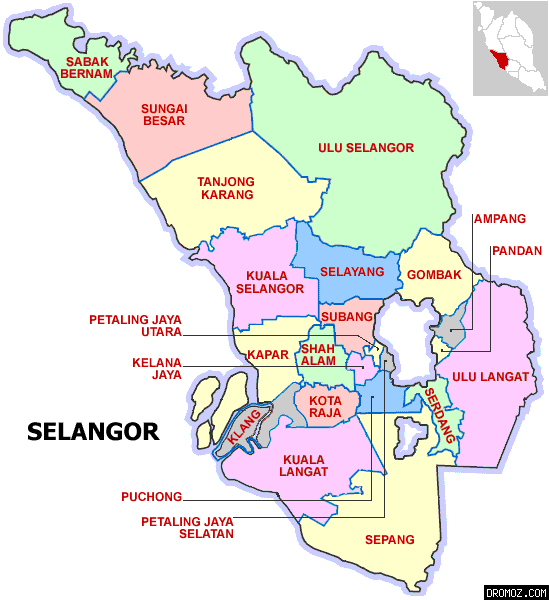 SABAK
BERNAM
SUNGAI
BESAR
ULU SELANGOR
TANJONG
KARANG
AMPANG
PANDAN
SELAYANG
GOMBAK
KUALA
SELANGOR
PETALING JAYA
UTARA
SUBANG
KAPAR
SHAH
ALAM
KELANA
JAYA
ULU LANGAT
KOTA
RAJA
SERDANG
KLANG
SELANGOR
KUALA
LANGAT
PUCHONG
PETALING JAYA
SELATAN
SEPANG
DROMOZ.COM